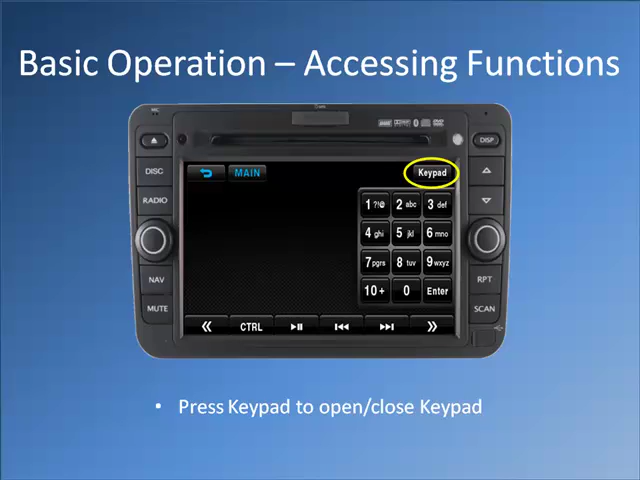 Basic Operation – Accessing Functions
MIC
DISP
DISC
RADIO
NAV
MUTE
RPT
SCAN
MAIN
Keypad
1 ?!@ 2 abc 3 def
4 ghi 5 jkl 6 mno
7 pgrs 8 tuv 9 wxyz
10+ 0 Enter
CTRL
• Press Keypad to open/close Keypad